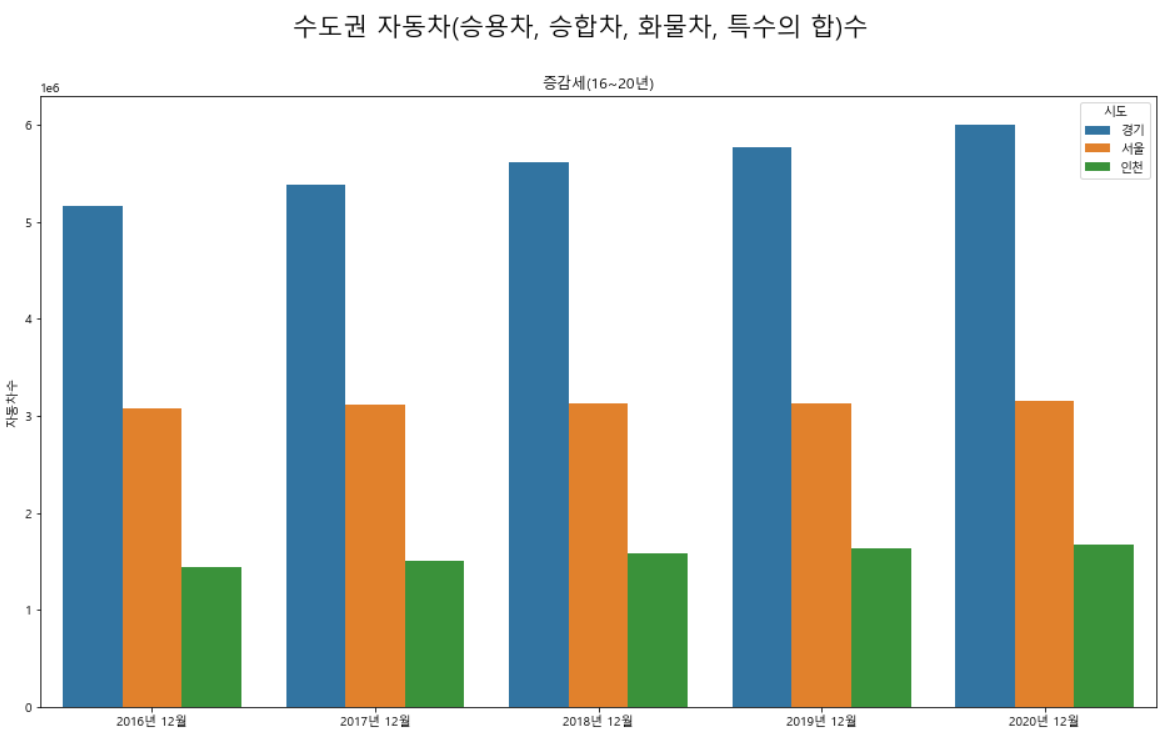 수도권 자동차(승용차, 승합차, 화물차, 특수의 합)수
증감세(16~20년)
1e6
시도
경기
서울
인천
6
5
4
3
2
1
0
자동차수
2016년 12월
2017년 12월
2018년 12월
2019년 12월
2020년 12월